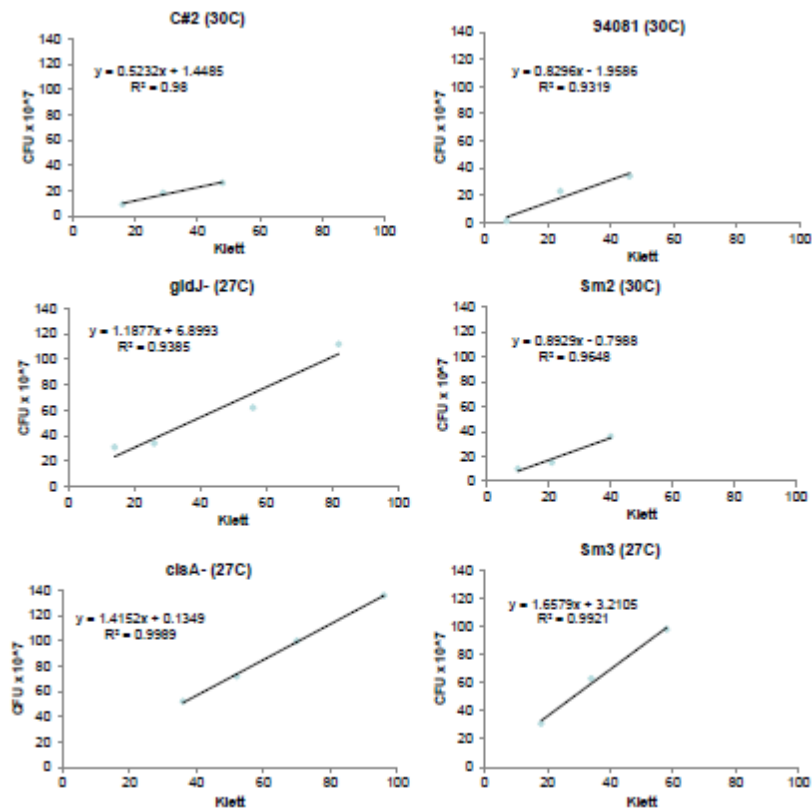 C#2 (30C)
y = 0.5232x + 1.4485
R² = 0.98
CFU x 10^7
140
120
100
80
60
40
20
0
0 20 40 60 80 100
Klett
94081 (30C)
y = 0.8296x - 1.9586
R² = 0.9319
CFU x 10^7
140
120
100
80
60
40
20
0
0 20 40 60 80 100
Klett
gldJ- (27C)
y = 1.1877x + 6.8993
R² = 0.9385
CFU x 10^7
140
120
100
80
60
40
20
0
0 20 40 60 80 100
Klett
Sm2 (30C)
y = 0.8929x - 0.7988
R² = 0.9648
CFU x 10^7
140
120
100
80
60
40
20
0
0 20 40 60 80 100
Klett
clsA- (27C)
y = 1.4152x + 0.1349
R² = 0.9989
CFU x 10^7
140
120
100
80
60
40
20
0
0 20 40 60 80 100
Klett
Sm3 (27C)
y = 1.6579x + 3.2105
R² = 0.9921
CFU x 10^7
140
120
100
80
60
40
20
0
0 20 40 60 80 100
Klett